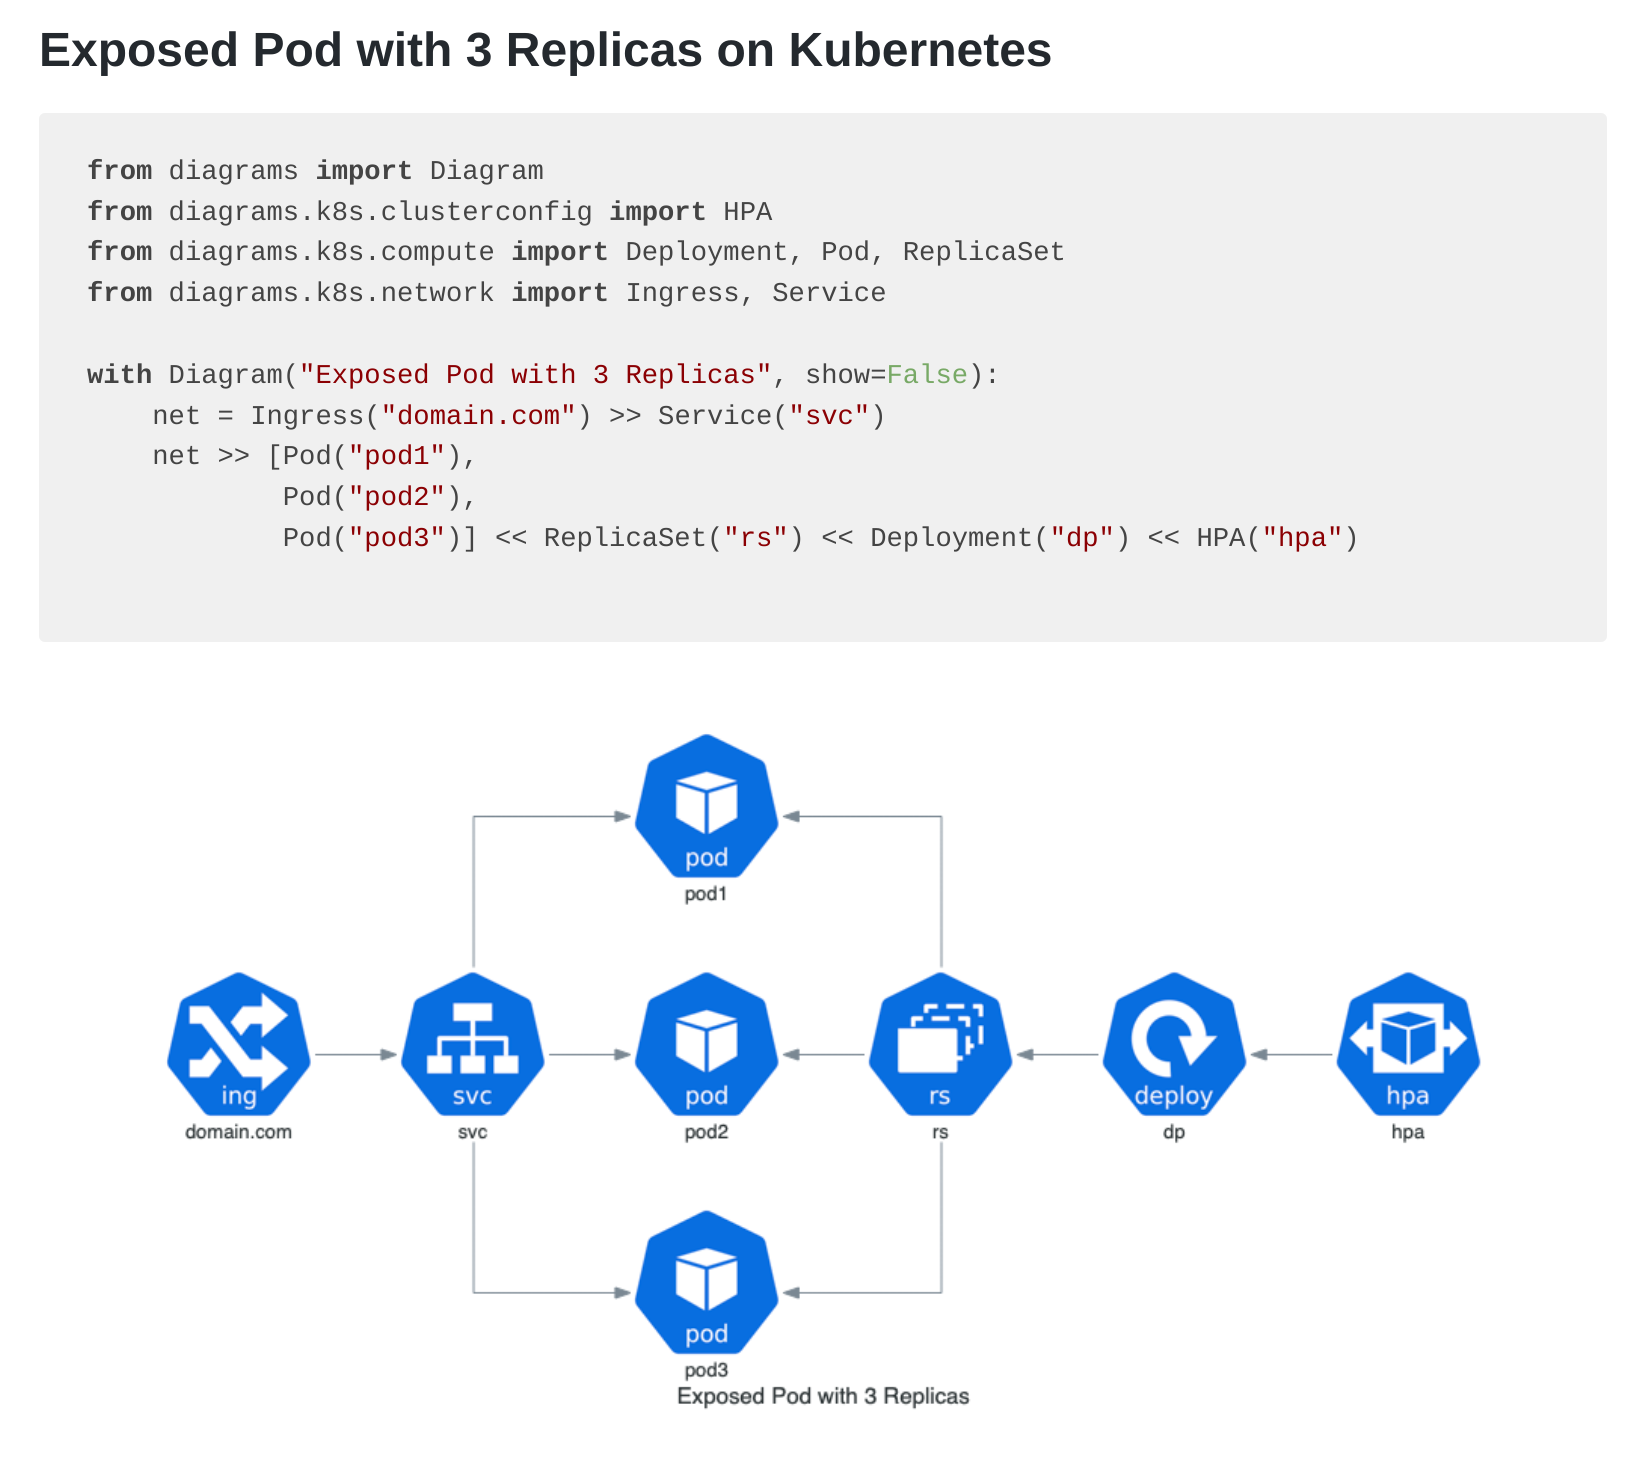 Exposed Pod with 3 Replicas on Kubernetes
from diagrams import Diagram
from diagrams.k8s.clusterconfig import HPA
from diagrams.k8s.compute import Deployment, Pod, ReplicaSet
from diagrams.k8s.network import Ingress, Service
with Diagram("Exposed Pod with 3 Replicas", show=False):
    net = Ingress("domain.com") >> Service("svc")
    net >> [Pod("pod1"),
            Pod("pod2"),
            Pod("pod3")] << ReplicaSet("rs") << Deployment("dp") << HPA("hpa")
pod
pod1
ing svc pod rs deploy hpa
domain.com svc pod2 rs dp hpa
pod
pod3
Exposed Pod with 3 Replicas